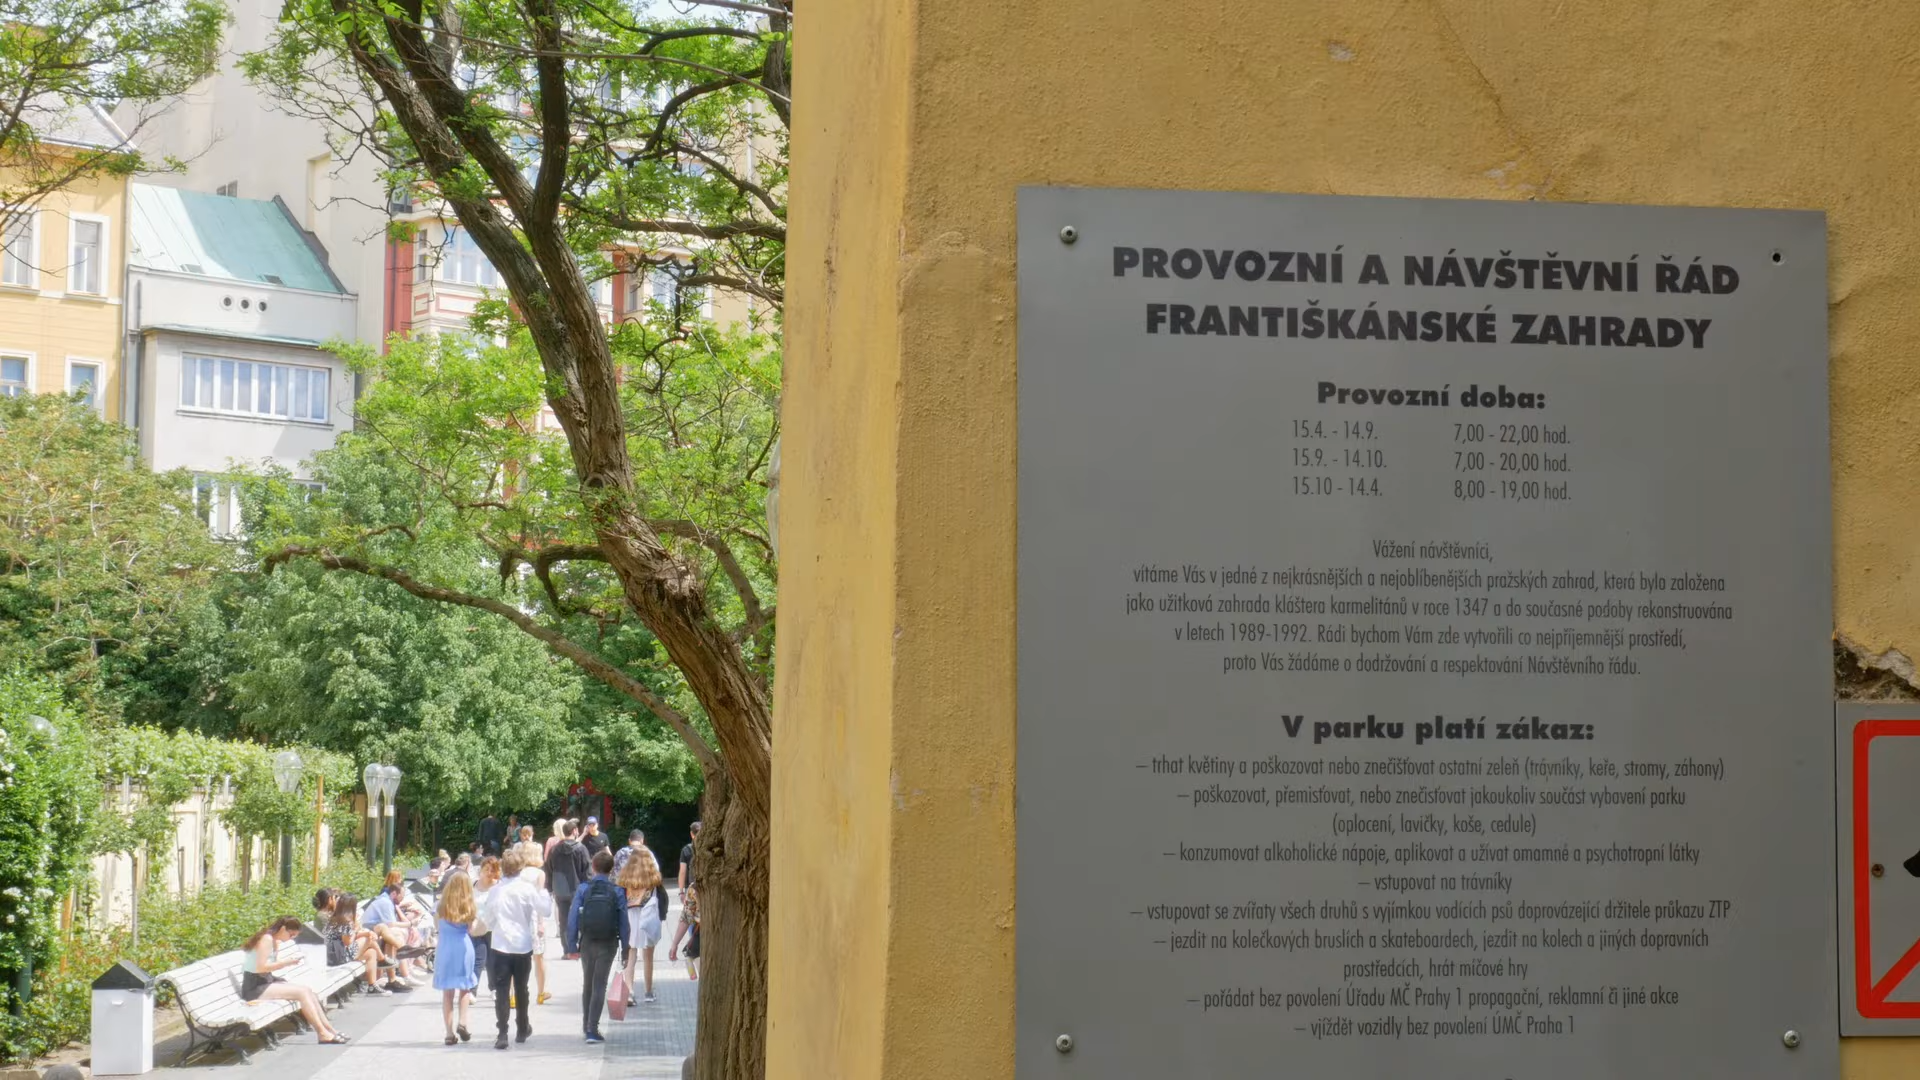 PROVOZNÍ A NÁVŠTĚVNÍ ŘÁD
FRANTIŠKÁNSKÉ ZAHRADY
Provozní doba:
15.4. - 14.9. 7,00 - 22,00 hod.
15.9. - 14.10. 7,00 - 20,00 hod.
15.10 - 14.4. 8,00 - 19,00 hod.
Vážení návštěvníci,
vítáme Vás v jedné z nejkrásnějších a nejoblíbenějších pražských zahrad, která byla založena
jako užitková zahrada kláštera karmelitánů v roce 1347 a do současné podoby rekonstruována
v letech 1989-1992. Rádi bychom Vám zde vytvořili co nejpříjemnější prostředí,
proto Vás žádáme o dodržování a respektování Návštěvního řádu.
V parku platí zákaz:
– trhat květiny a poškozovat nebo znečišťovat ostatní zeleň (trávníky, keře, stromy, záhony)
– poškozovat, přemisťovat, nebo znečisťovat jakoukoliv součást vybavení parku
(oplocení, lavičky, koše, cedule)
– konzumovat alkoholické nápoje, aplikovat a užívat omamné a psychotropní látky
– vstupovat na trávníky
– vstupovat se zvířaty všech druhů s vyjímkou vodících psů doprovázející držitele průkazu ZTP
– jezdit na kolečkových bruslích a skateboardech, jezdit na kolech a jiných dopravních
prostředcích, hrát míčové hry
– pořádat bez povolení Úřadu MČ Prahy 1 propagační, reklamní či jiné akce
– vjíždět vozidly bez povolení ÚMČ Praha 1